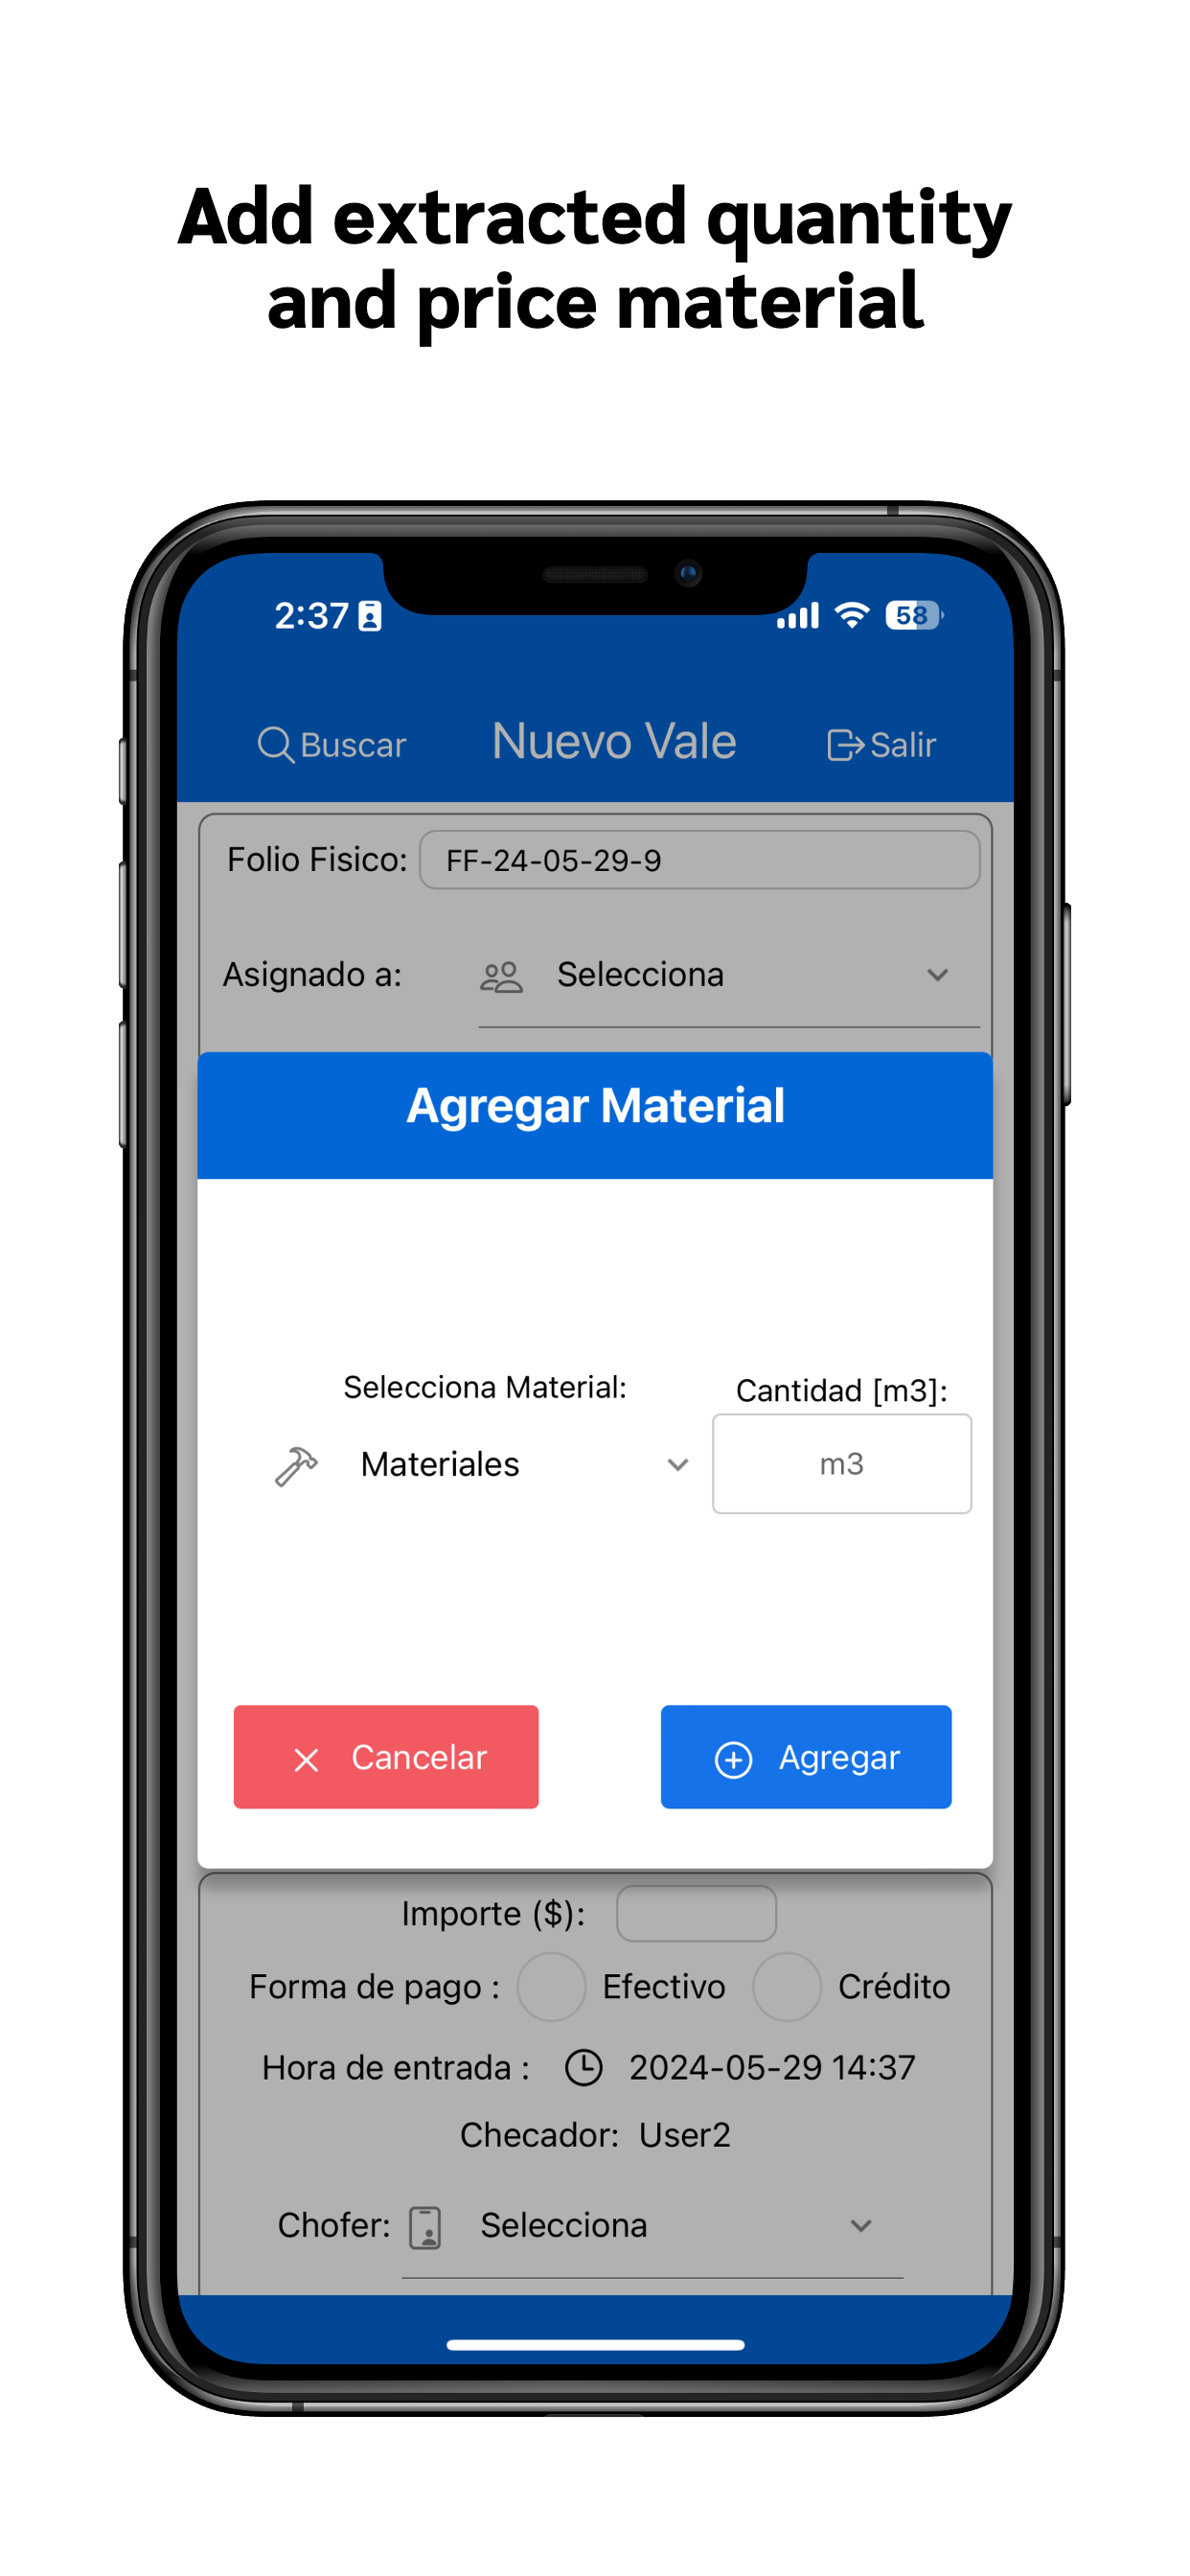 Add extracted quantity
and price material
2:37
58
Buscar
Nuevo Vale
Salir
Folio Fisico: FF-24-05-29-9
Asignado a: Selecciona
Agregar Material
Selecciona Material: Cantidad [m3]:
Materiales m3
Cancelar Agregar
Importe ($):
Forma de pago : Efectivo Crédito
Hora de entrada : 2024-05-29 14:37
Checador: User2
Chofer: Selecciona